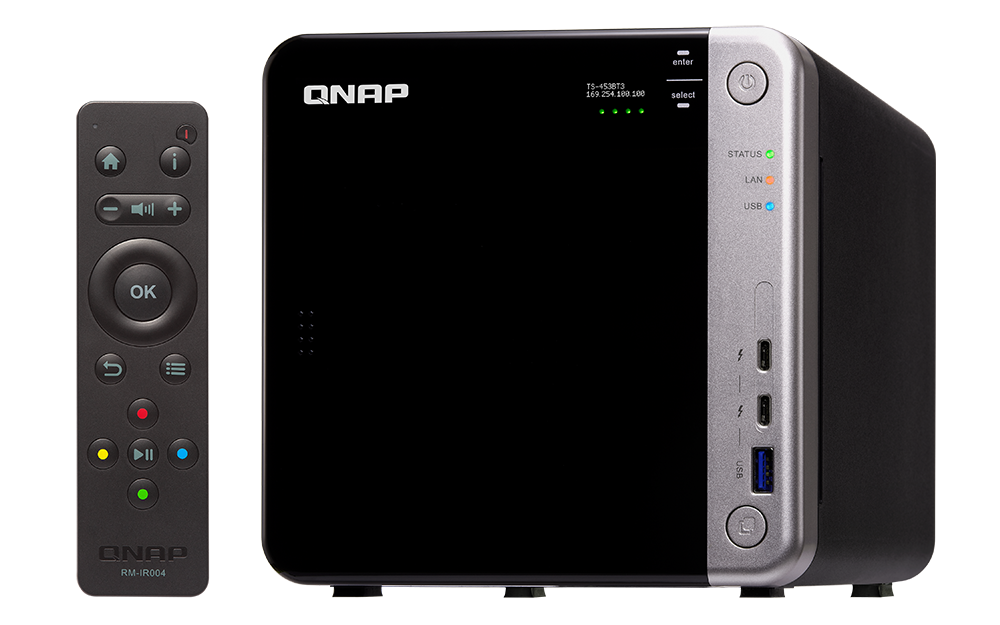 enter
QNAP
TS-453BT3
169.254.100.100
select
STATUS
LAN
USB
OK
USB
QNAP
RM-IR004